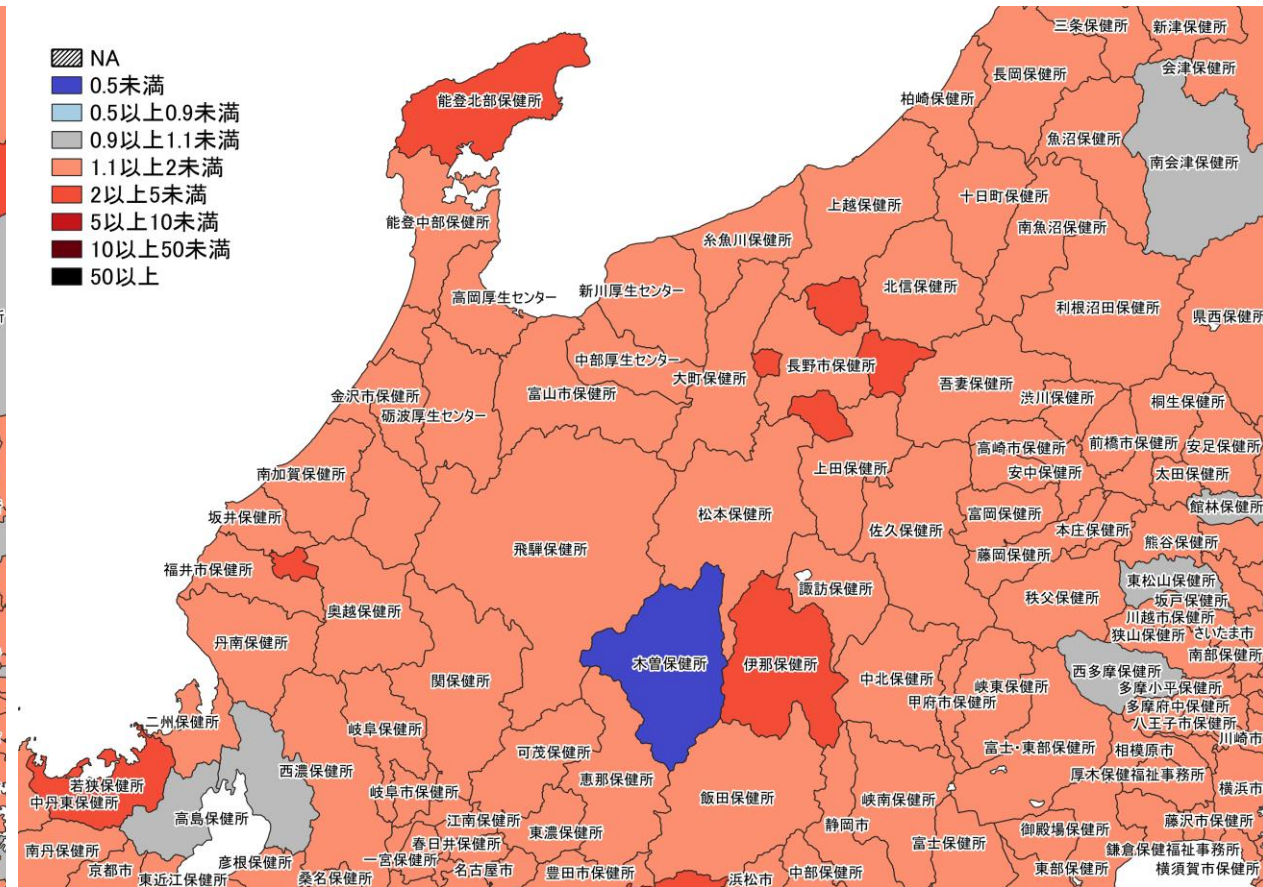 NA
0.5未満
0.5以上0.9未満
0.9以上1.1未満
1.1以上2未満
2以上5未満
5以上10未満
10以上50未満
50以上
三条保健所
新津保健所
会津保健所
長岡保健所
柏崎保健所
能登北部保健所
魚沼保健所
南会津保健所
十日町保健所
上越保健所
能登中部保健所
南魚沼保健所
糸魚川保健所
所
新川厚生センター
高岡厚生センター
北信保健所
利根沼田保健所
県西保健所
中部厚生センター
長野市保健所
大町保健所
吾妻保健所
金沢市保健所
富山市保健所
渋川保健所
桐生保健所
砺波厚生センター
高崎市保健所
前橋市保健所
安足保健所
南加賀保健所
上田保健所
安中保健所
太田保健所
坂井保健所
松本保健所
館林保健所
佐久保健所
富岡保健所
本庄保健所
飛騨保健所
熊谷保健所
福井市保健所
藤岡保健所
東松山保健所
諏訪保健所
秩父保健所
坂戸保健所
奥越保健所
川越市保健所
丹南保健所
狭山保健所
さいたま市
木曽保健所
伊那保健所
南部保健所
関保健所
中北保健所
峡東保健所
西多摩保健所
多摩小平保健所
甲府市保健所
多摩府中保健所
二州保健所
岐阜保健所
八王子市保健所
川崎市
可茂保健所
富士・東部保健所
相模原市
西濃保健所
恵那保健所
厚木保健福祉事務所
若狭保健所
岐阜市保健所
飯田保健所
峡南保健所
横浜市
中丹東保健所
高島保健所
江南保健所
東濃保健所
静岡市
御殿場保健所
藤沢市保健所
南丹保健所
春日井保健所
富士保健所
鎌倉保健福祉事務所
京都市
彦根保健所
一宮保健所
名古屋市
豊田市保健所
浜松市
中部保健所
東部保健所
横須賀市保健所
東近江保健所
桑名保健所